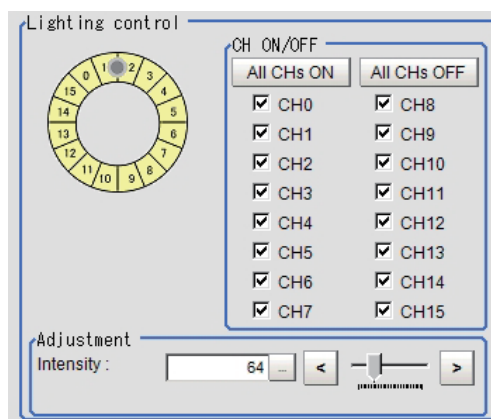 Lighting control
0 1 2 3 4 5 6 7 8 9 10 11 12 13 14 15
CH ON/OFF
All CHs ON All CHs OFF
CH0 CH8
CH1 CH9
CH2 CH10
CH3 CH11
CH4 CH12
CH5 CH13
CH6 CH14
CH7 CH15
Adjustment
Intensity : 64 ... < >